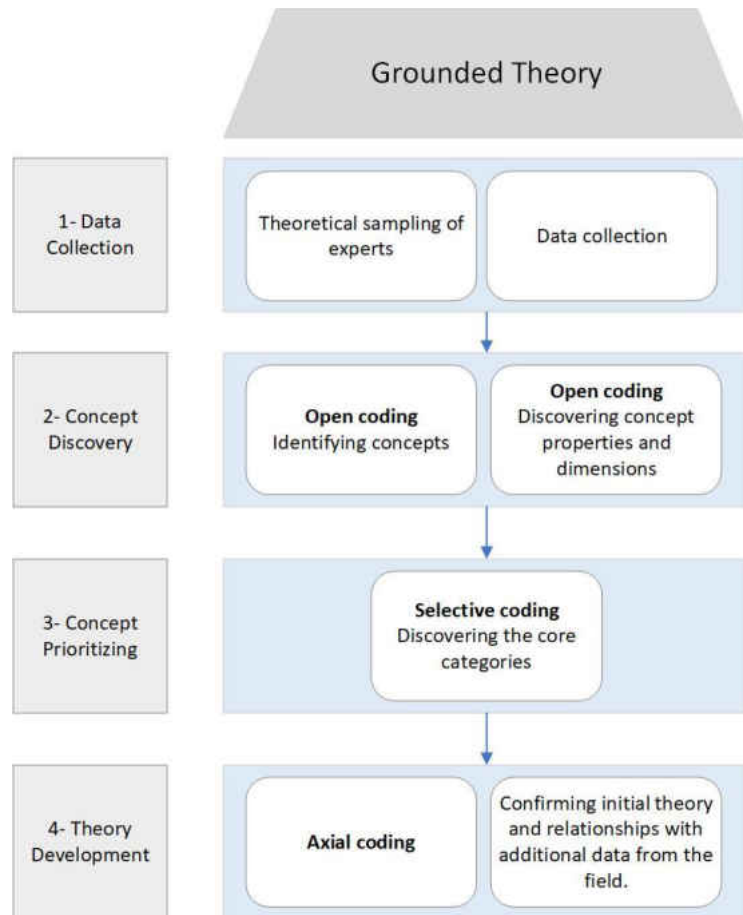 Grounded Theory
1- Data
Collection
Theoretical sampling of
experts
Data collection
2- Concept
Discovery
Open coding
Identifying concepts
Open coding
Discovering concept
properties and
dimensions
3- Concept
Prioritizing
Selective coding
Discovering the core
categories
4- Theory
Development
Axial coding
Confirming initial theory
and relationships with
additional data from the
field.